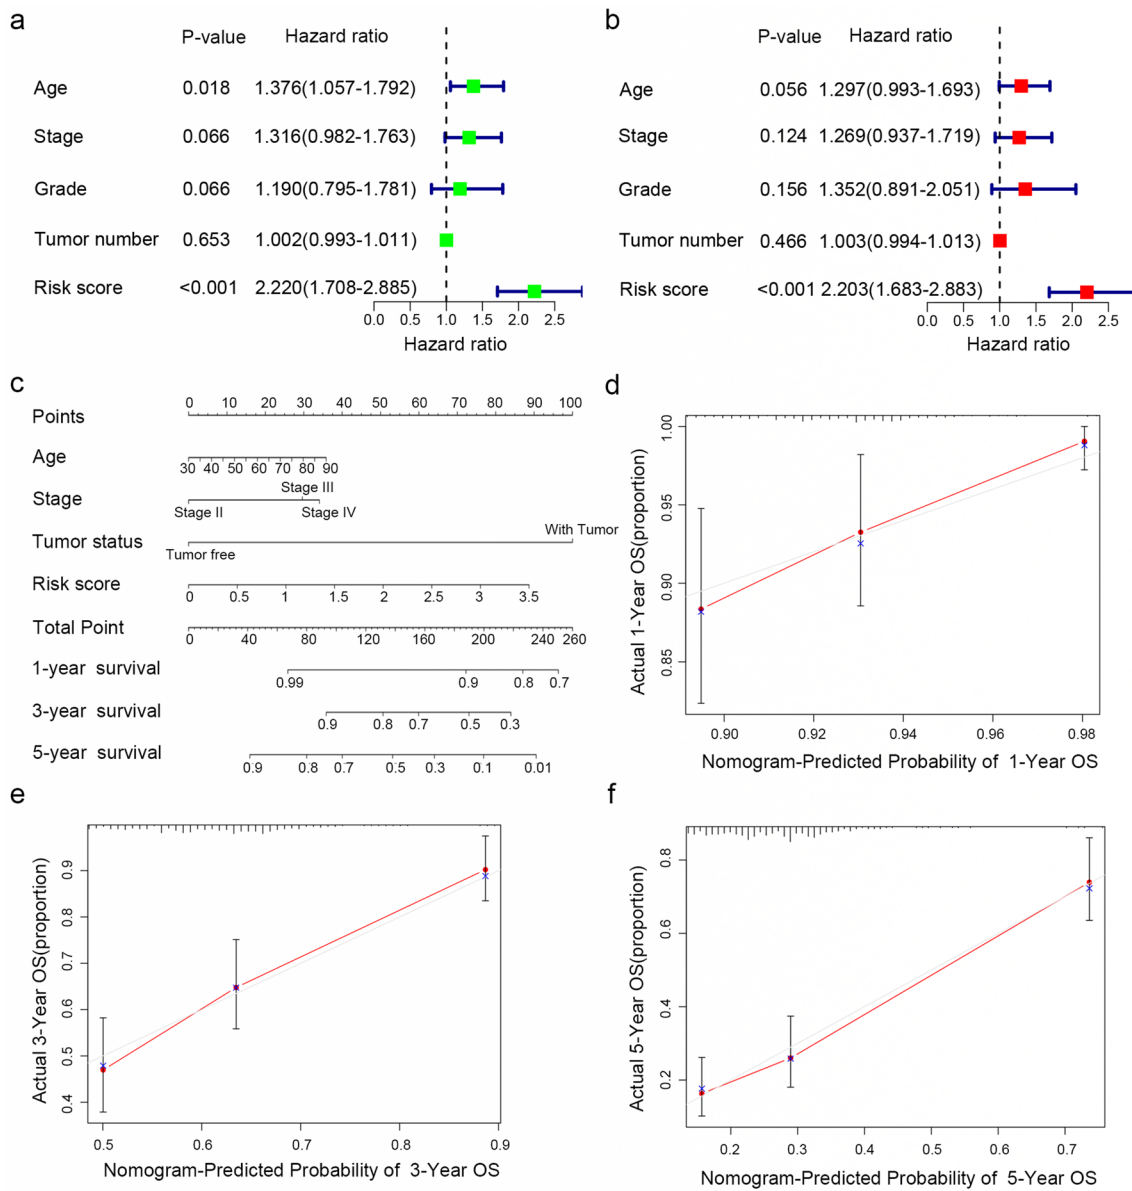 a
P-value Hazard ratio
Age 0.018 1.376(1.057-1.792)
Stage 0.066 1.316(0.982-1.763)
Grade 0.066 1.190(0.795-1.781)
Tumor number 0.653 1.002(0.993-1.011)
Risk score <0.001 2.220(1.708-2.885)
0.0 0.5 1.0 1.5 2.0 2.5
Hazard ratio
b
P-value Hazard ratio
Age 0.056 1.297(0.993-1.693)
Stage 0.124 1.269(0.937-1.719)
Grade 0.156 1.352(0.891-2.051)
Tumor number 0.466 1.003(0.994-1.013)
Risk score <0.001 2.203(1.683-2.883)
0.0 0.5 1.0 1.5 2.0 2.5
Hazard ratio
c
Points 0 10 20 30 40 50 60 70 80 90 100
Age
30 40 50 60 70 80 90
Stage Stage III
Stage II Stage IV
Tumor status With Tumor
Tumor free
Risk score
0 0.5 1 1.5 2 2.5 3 3.5
Total Point
0 40 80 100 120 140 160 200 240 260
1-year survival
0.99 0.9 0.8 0.7
3-year survival
0.9 0.8 0.7 0.5 0.3
5-year survival
0.9 0.8 0.7 0.5 0.3 0.1 0.01
d
Actual 1-Year OS(proportion)
1.00
0.95
0.90
0.85
0.90 0.92 0.94 0.96 0.98
Nomogram-Predicted Probability of 1-Year OS
e
Actual 3-Year OS(proportion)
0.9
0.8
0.7
0.6
0.5
0.4
0.5 0.6 0.7 0.8 0.9
Nomogram-Predicted Probability of 3-Year OS
f
Actual 5-Year OS(proportion)
0.8
0.6
0.4
0.2
0.2 0.3 0.4 0.5 0.6 0.7
Nomogram-Predicted Probability of 5-Year OS